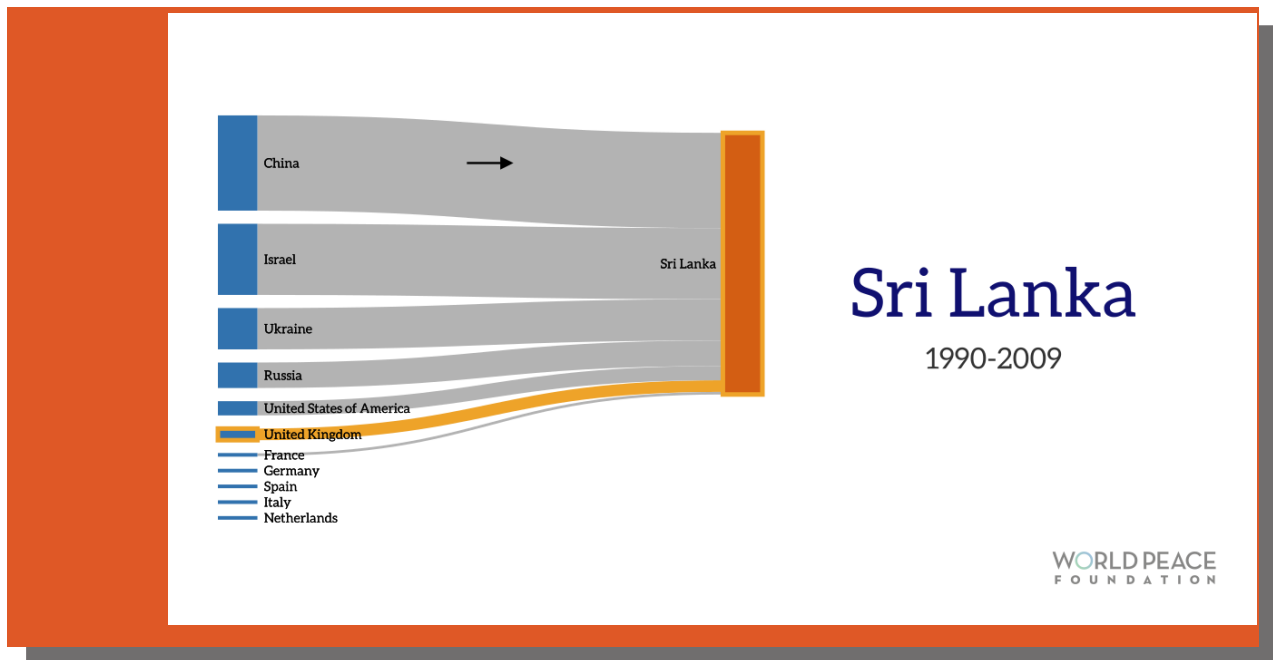 China
Israel
Sri Lanka
Ukraine
Russia
United States of America
United Kingdom
France
Germany
Spain
Italy
Netherlands
Sri Lanka
1990-2009
WORLD PEACE
FOUNDATION